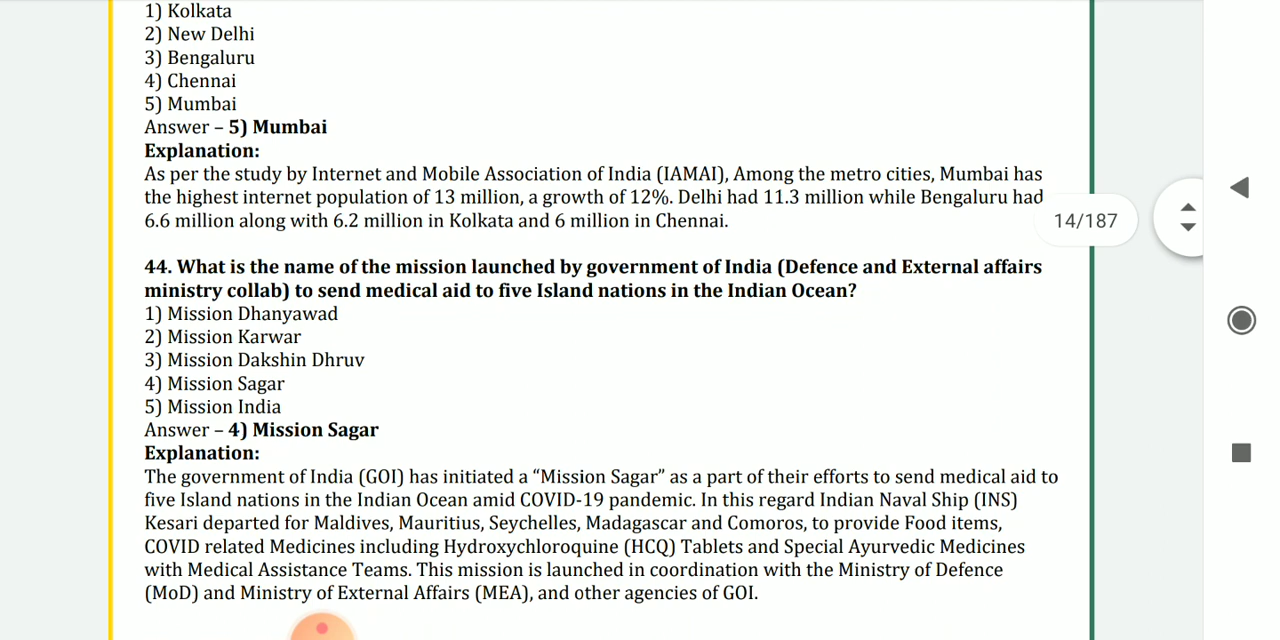 1) Kolkata
2) New Delhi
3) Bengaluru
4) Chennai
5) Mumbai
Answer – 5) Mumbai
Explanation:
As per the study by Internet and Mobile Association of India (IAMAI), Among the metro cities, Mumbai has
the highest internet population of 13 million, a growth of 12%. Delhi had 11.3 million while Bengaluru had
6.6 million along with 6.2 million in Kolkata and 6 million in Chennai.
14/187
44. What is the name of the mission launched by government of India (Defence and External affairs
ministry collab) to send medical aid to five Island nations in the Indian Ocean?
1) Mission Dhanyawad
2) Mission Karwar
3) Mission Dakshin Dhruv
4) Mission Sagar
5) Mission India
Answer – 4) Mission Sagar
Explanation:
The government of India (GOI) has initiated a “Mission Sagar” as a part of their efforts to send medical aid to
five Island nations in the Indian Ocean amid COVID-19 pandemic. In this regard Indian Naval Ship (INS)
Kesari departed for Maldives, Mauritius, Seychelles, Madagascar and Comoros, to provide Food items,
COVID related Medicines including Hydroxychloroquine (HCQ) Tablets and Special Ayurvedic Medicines
with Medical Assistance Teams. This mission is launched in coordination with the Ministry of Defence
(MoD) and Ministry of External Affairs (MEA), and other agencies of GOI.